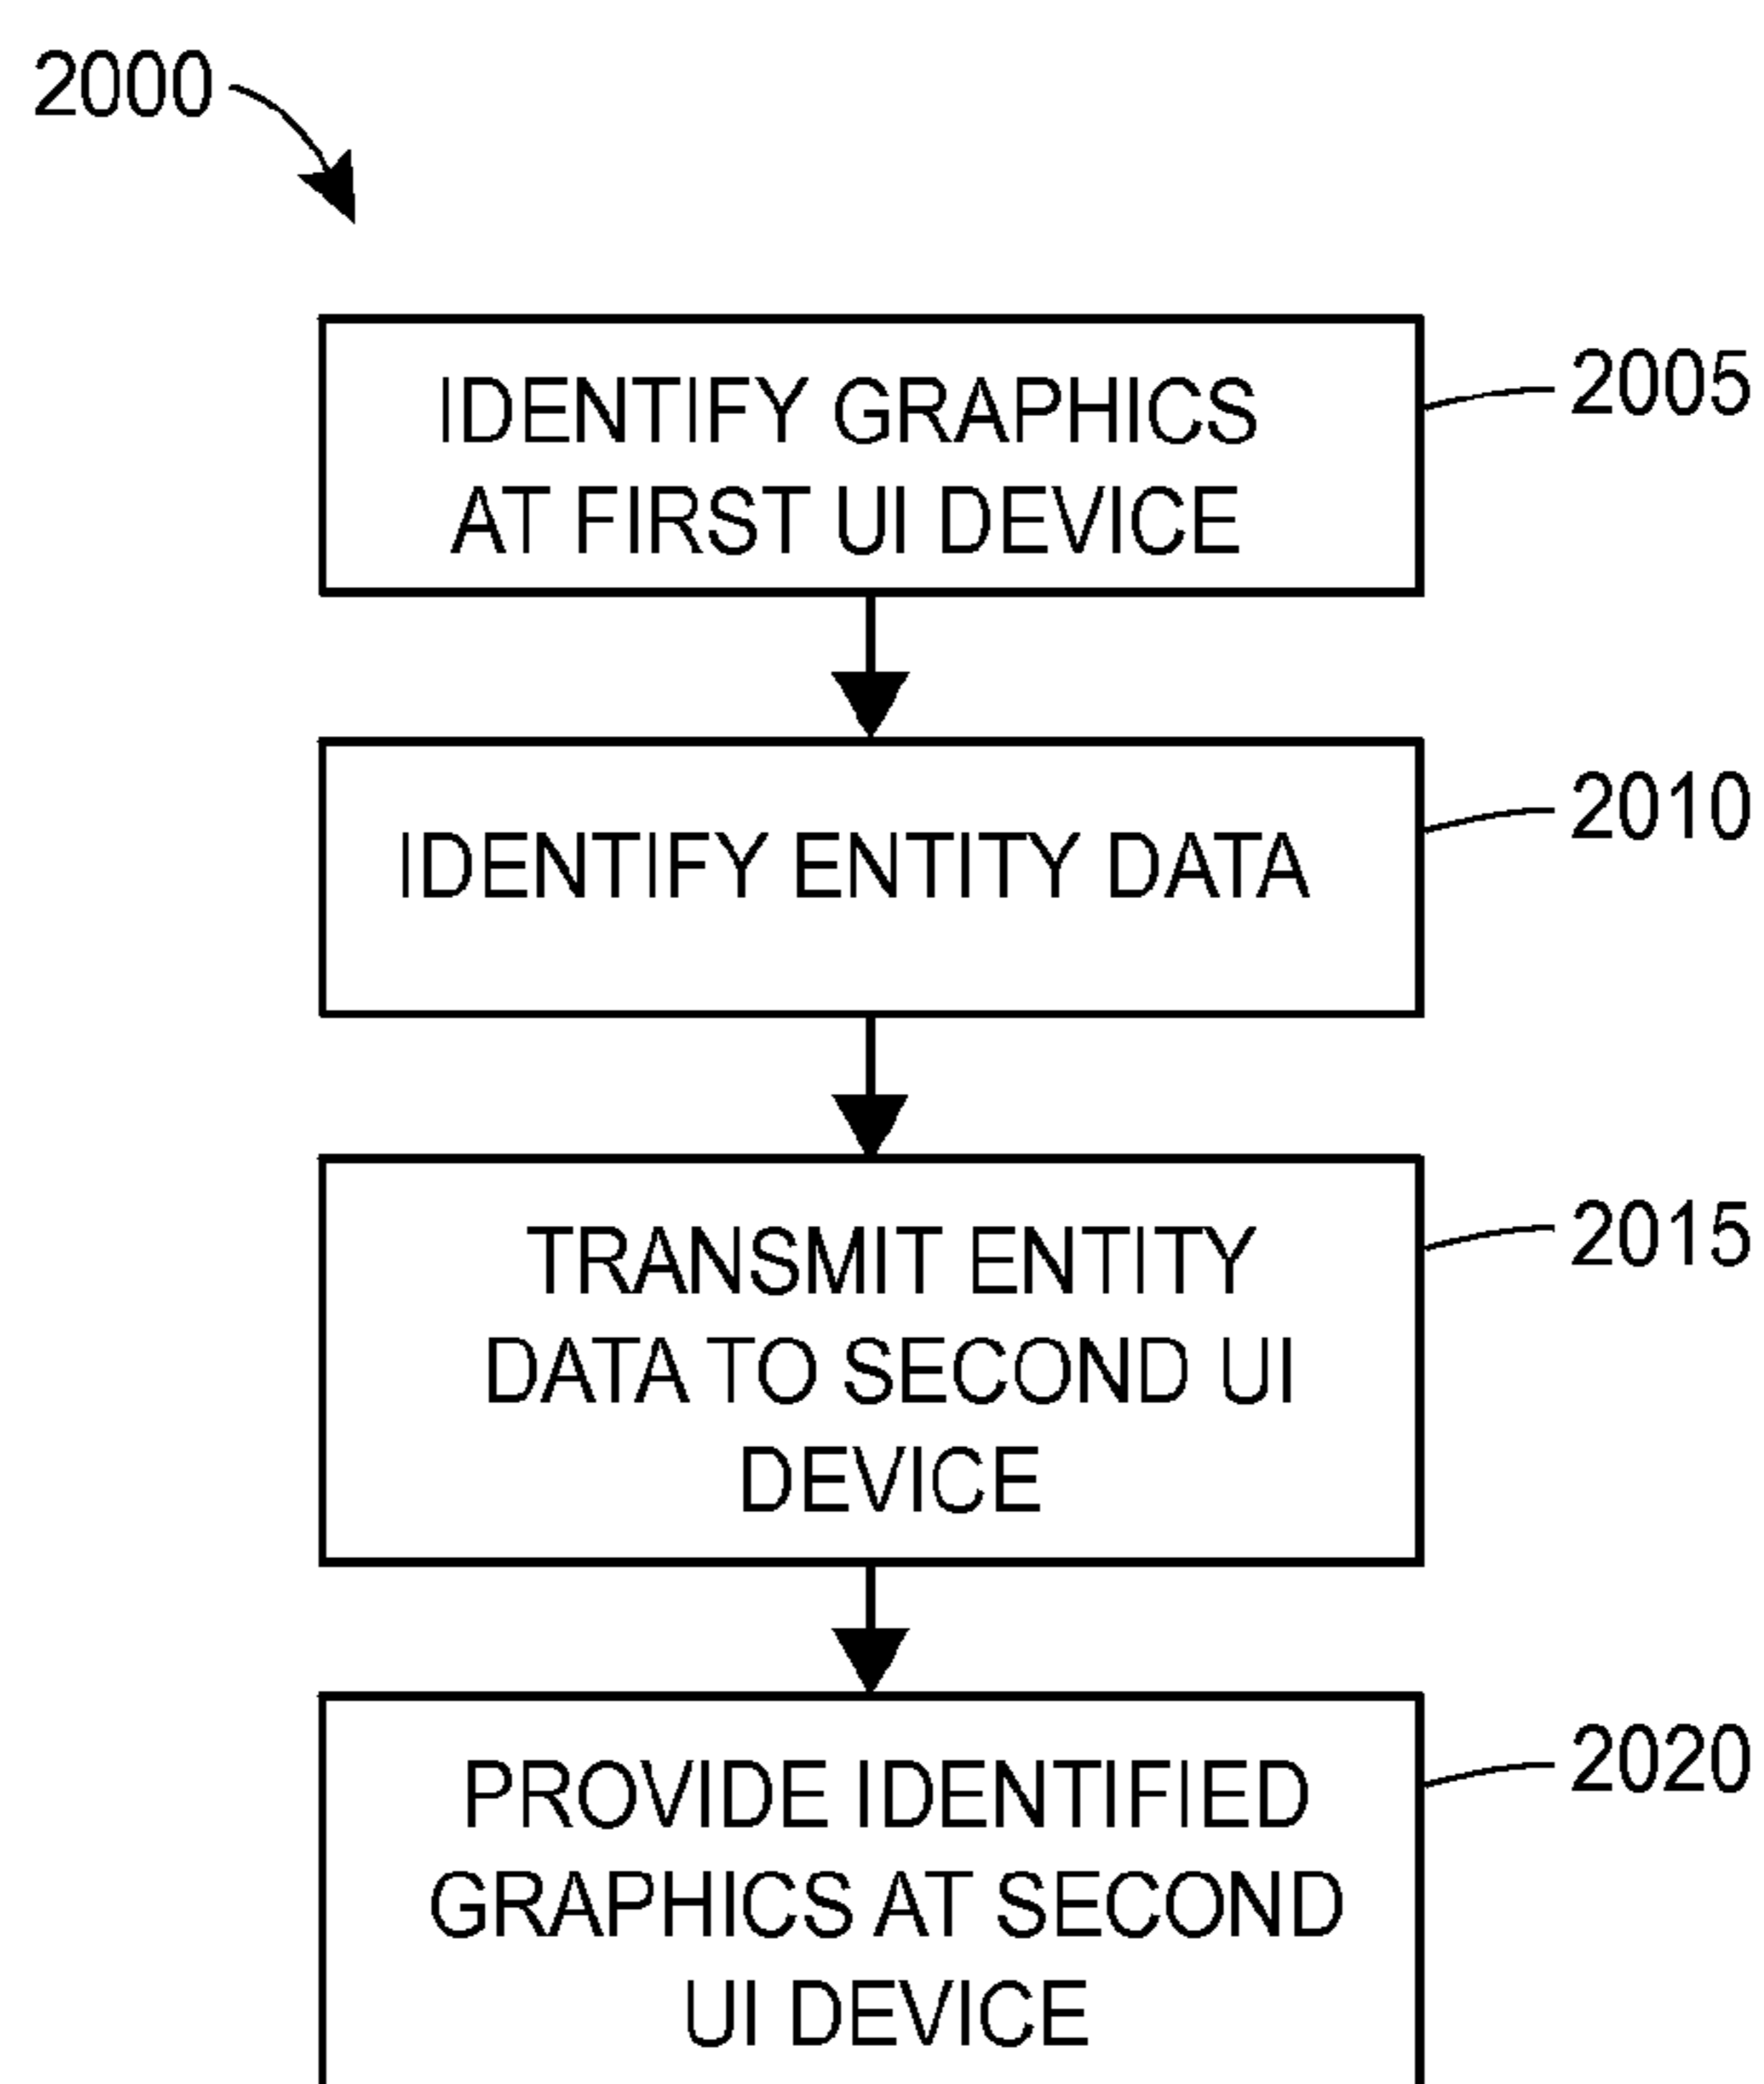 2000
IDENTIFY GRAPHICS
AT FIRST UI DEVICE
2005
IDENTIFY ENTITY DATA
2010
TRANSMIT ENTITY
DATA TO SECOND UI
DEVICE
2015
PROVIDE IDENTIFIED
GRAPHICS AT SECOND
UI DEVICE
2020